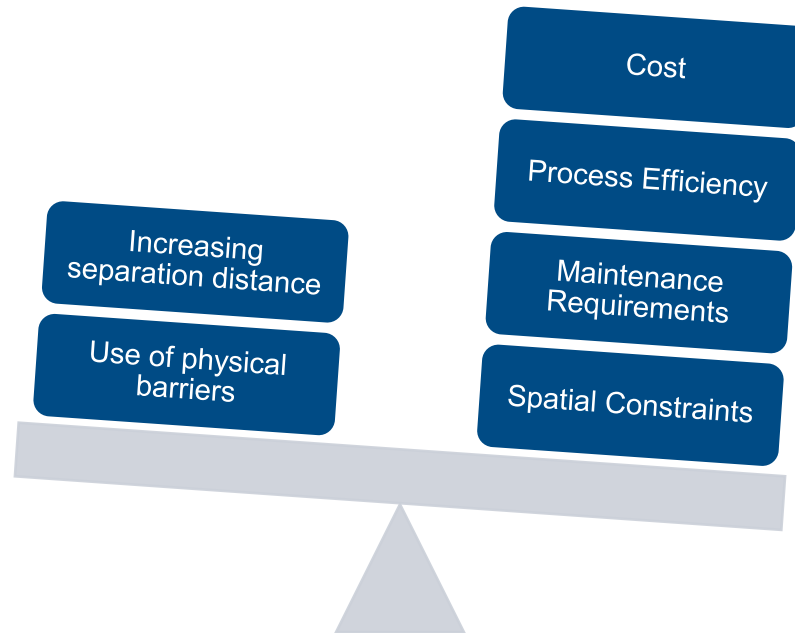 Increasing
separation distance
Use of physical
barriers
Cost
Process Efficiency
Maintenance
Requirements
Spatial Constraints